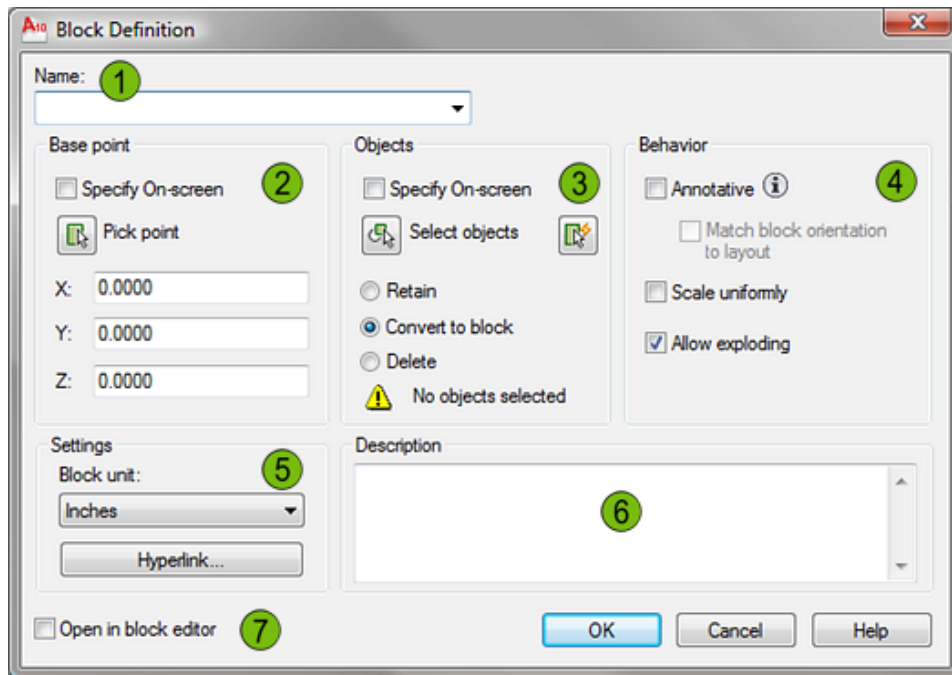 A10 Block Definition
Name: 1
Base point
Specify On-screen 2
Pick point
X: 0.0000
Y: 0.0000
Z: 0.0000
Objects
Specify On-screen 3
Select objects
Retain
Convert to block
Delete
No objects selected
Behavior
Annotative i 4
Match block orientation
to layout
Scale uniformly
Allow exploding
Settings
Block unit: 5
Inches
Hyperlink...
Description
6
Open in block editor 7
OK Cancel Help